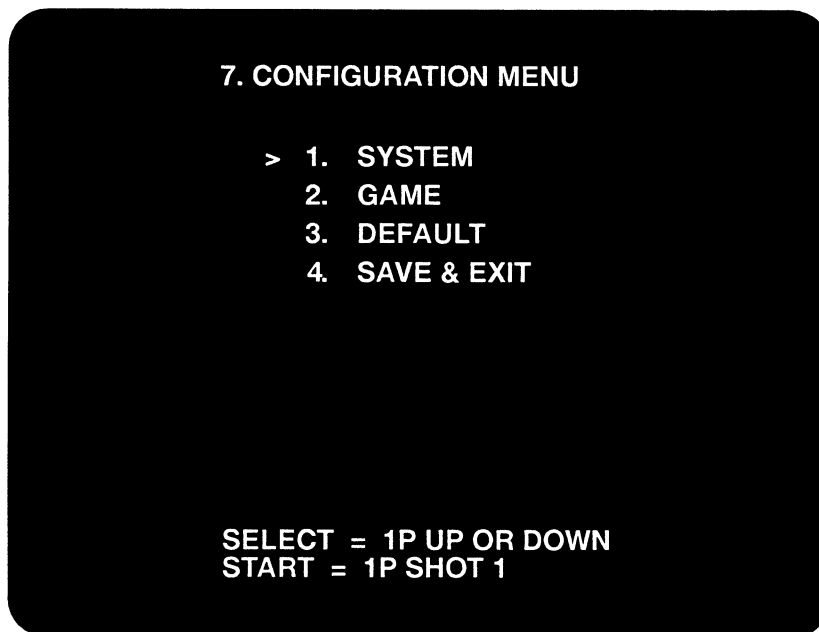 7. CONFIGURATION MENU
> 1. SYSTEM
2. GAME
3. DEFAULT
4. SAVE & EXIT
SELECT = 1P UP OR DOWN
START = 1P SHOT 1